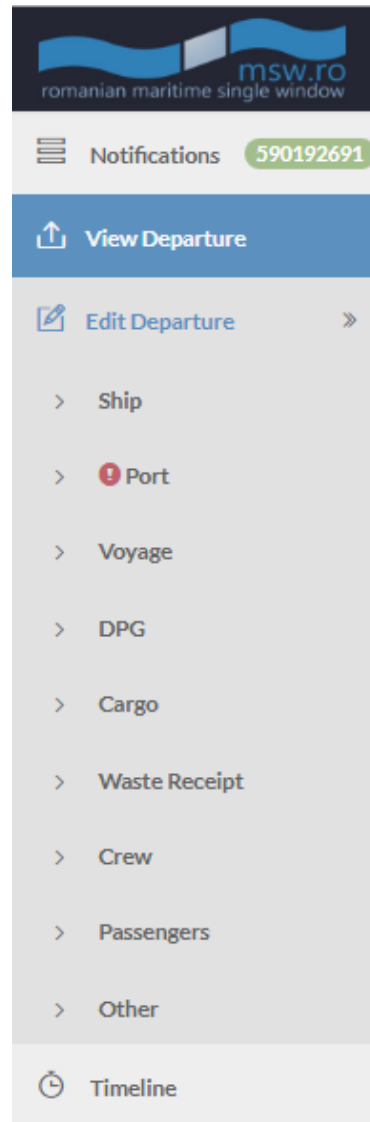 msw.ro
romanian maritime single window
Notifications 590192691
View Departure
Edit Departure
Ship
Port
Voyage
DPG
Cargo
Waste Receipt
Crew
Passengers
Other
Timeline